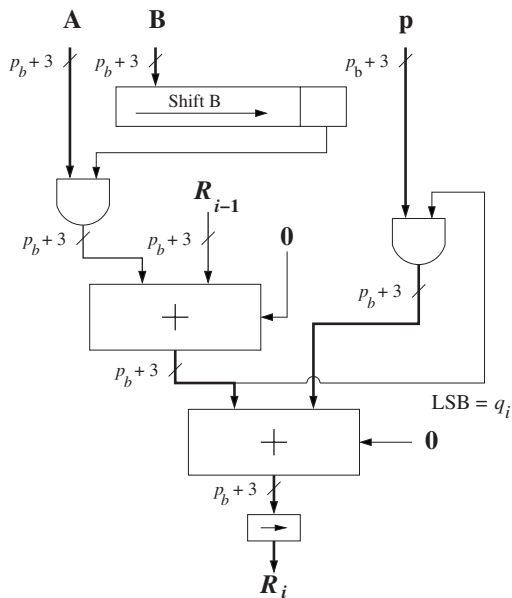 A B p
p_b + 3 p_b + 3 p_b + 3
Shift B
R_{i−1}
p_b + 3 p_b + 3 0
p_b + 3
+
p_b + 3
LSB = q_i
+ 0
p_b + 3
R_i